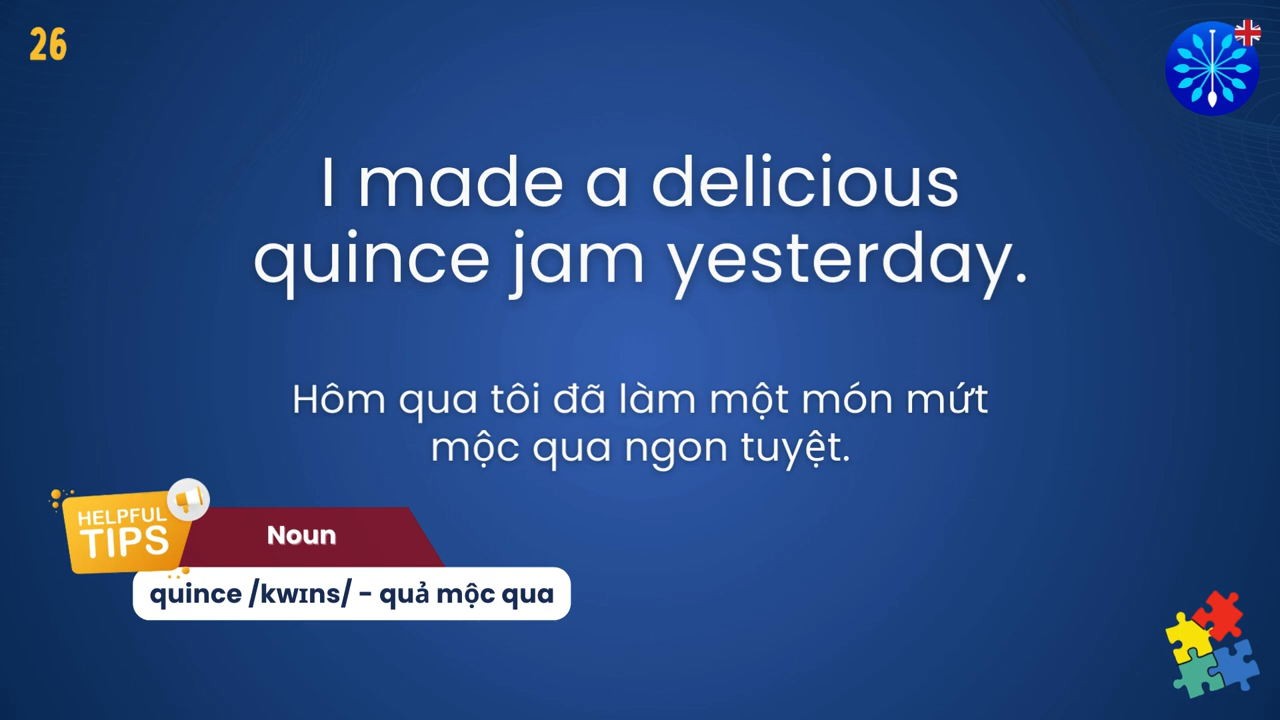 26
I made a delicious
quince jam yesterday.
Hôm qua tôi đã làm một món mứt
mộc qua ngon tuyệt.
HELPFUL
TIPS
Noun
quince /kwɪns/ - quả mộc qua